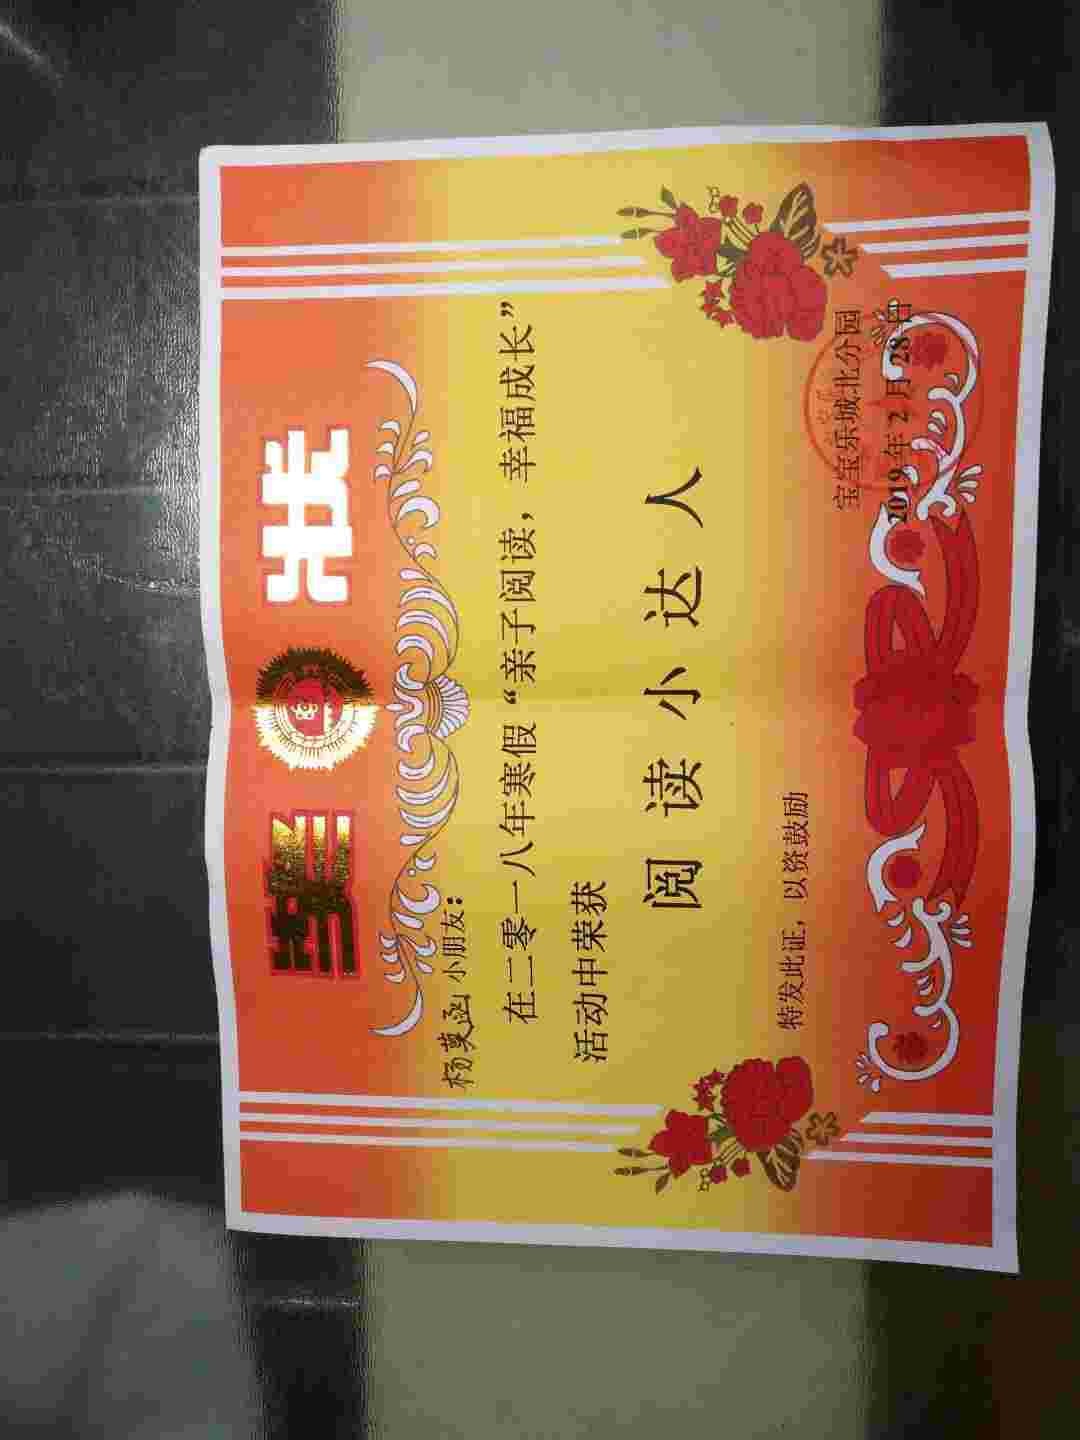 奖 状
杨英函 小朋友：
在二零一八年寒假“亲子阅读，幸福成长”
活动中荣获
阅读小达人
特发此证，以资鼓励
宝宝乐城北分园
2019年2月28日